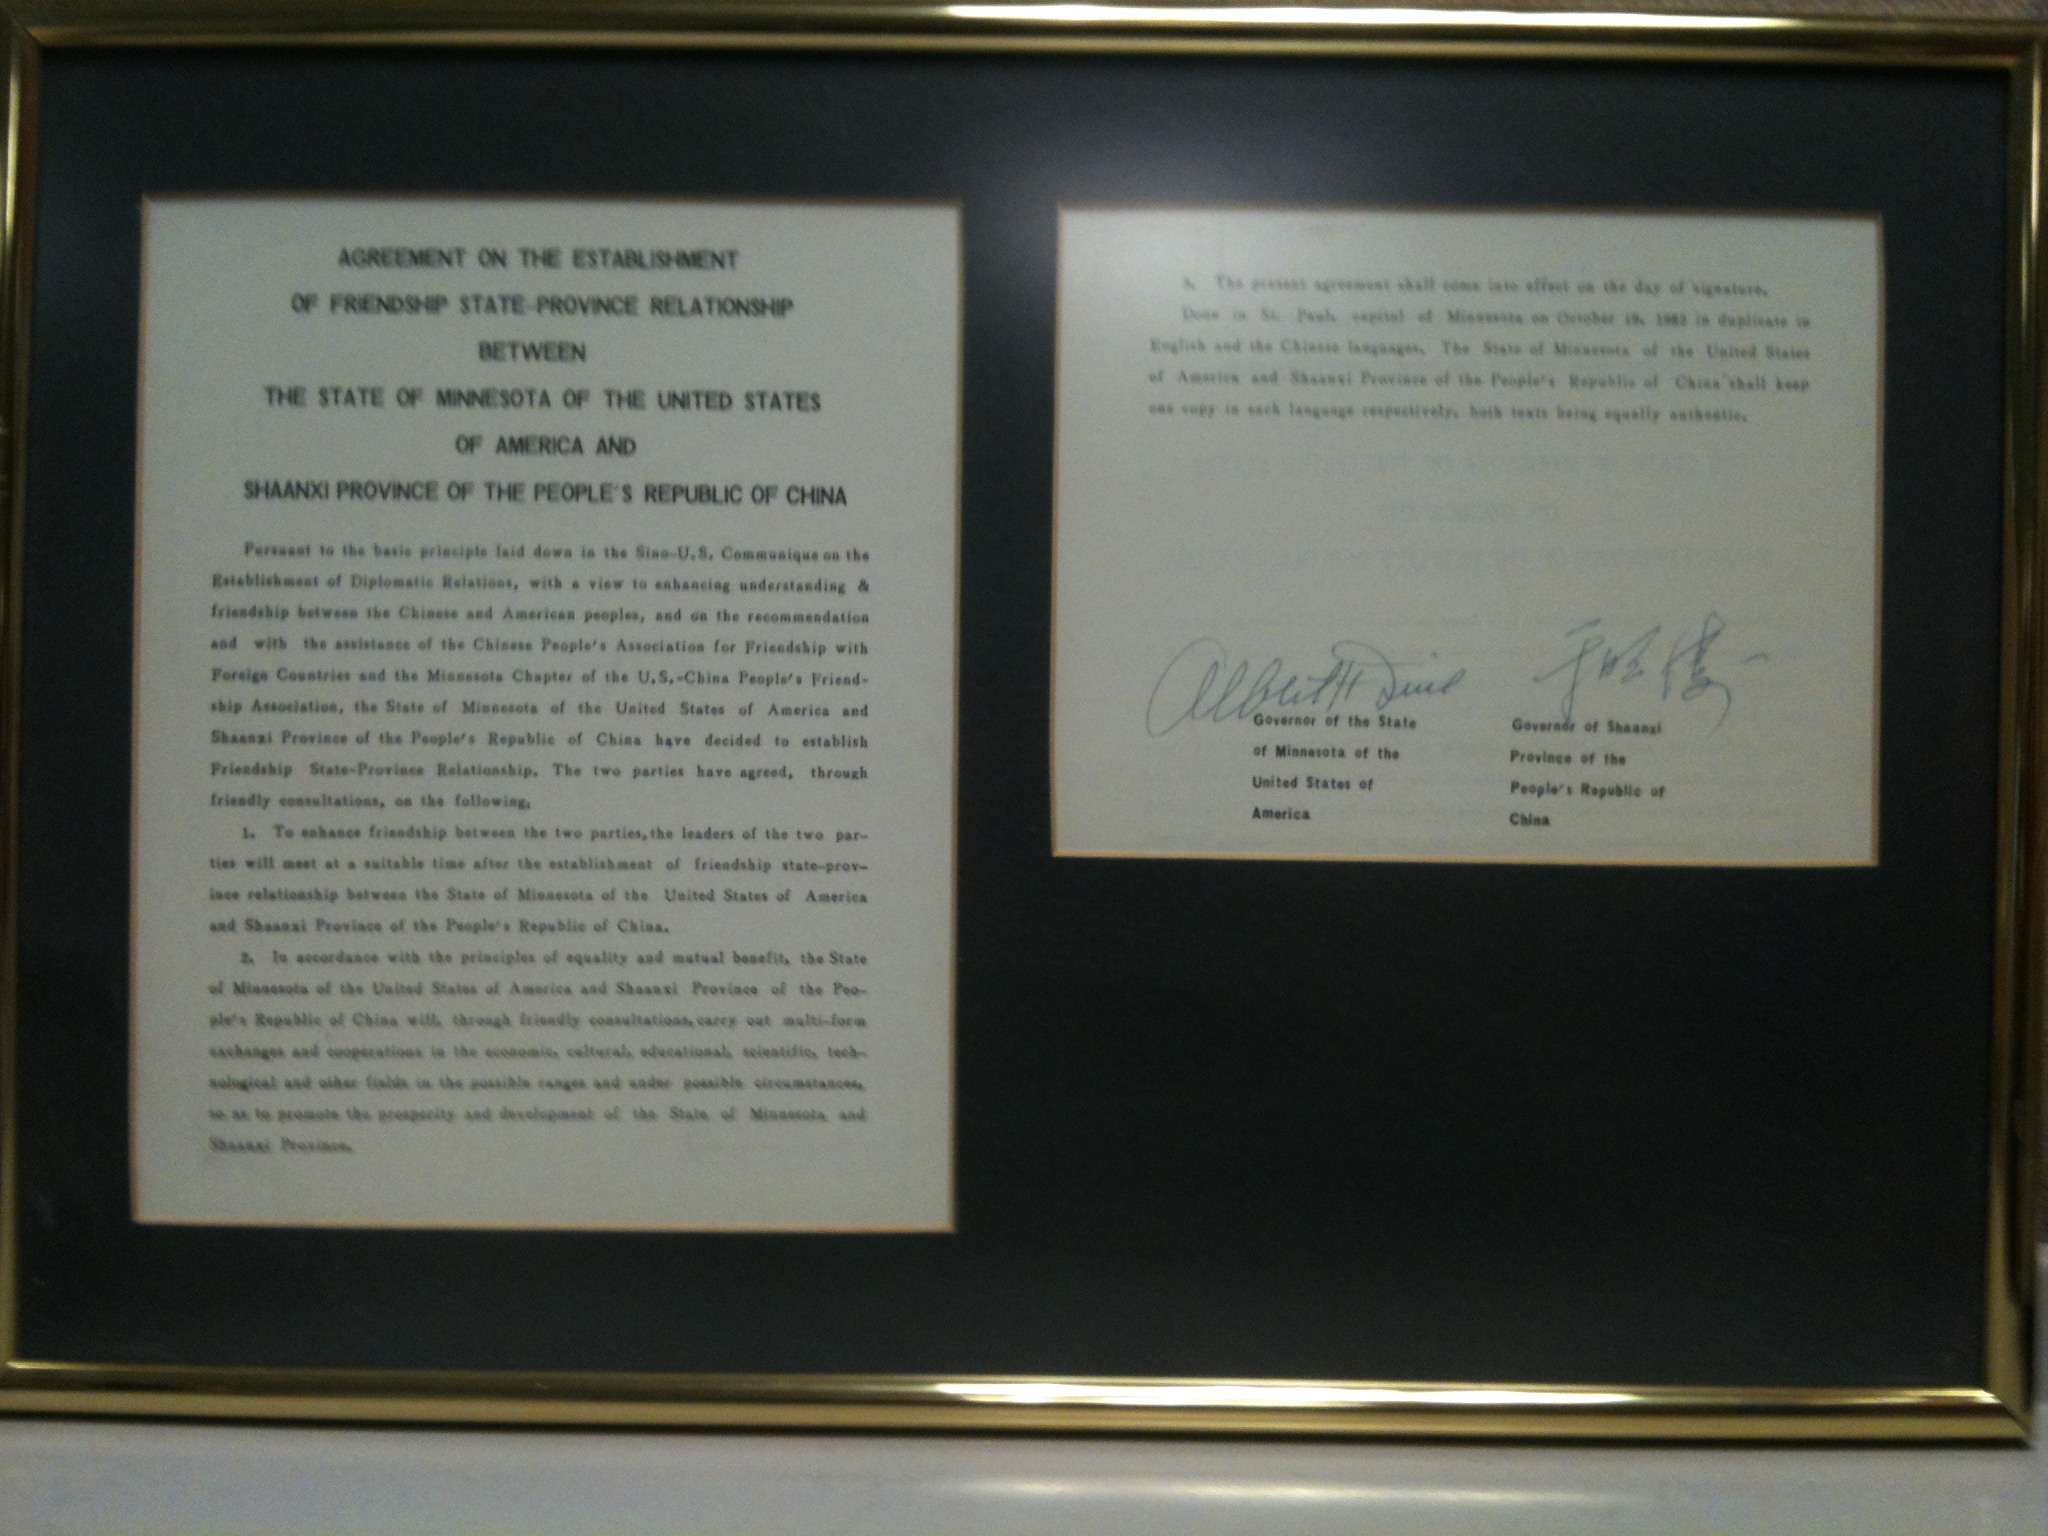 AGREEMENT ON THE ESTABLISHMENT
OF FRIENDSHIP STATE-PROVINCE RELATIONSHIP
BETWEEN
THE STATE OF MINNESOTA OF THE UNITED STATES
OF AMERICA AND
SHAANXI PROVINCE OF THE PEOPLE'S REPUBLIC OF CHINA
Pursuant to the basic principle laid down in the Sino-U.S. Communique on the
Establishment of Diplomatic Relations, with a view to enhancing understanding &
friendship between the Chinese and American peoples, and on the recommendation
and with the assistance of the Chinese People's Association for Friendship with
Foreign Countries and the Minnesota Chapter of the U.S.-China People's Friend-
ship Association, the State of Minnesota of the United States of America and
Shaanxi Province of the People's Republic of China have decided to establish
Friendship State-Province Relationship. The two parties have agreed, through
friendly consultations, on the following;
1. To enhance friendship between the two parties, the leaders of the two par-
ties will meet at a suitable time after the establishment of friendship state-prov-
ince relationship between the State of Minnesota of the United States of America
and Shaanxi Province of the People's Republic of China.
2. In accordance with the principles of equality and mutual benefit, the State
of Minnesota of the United States of America and Shaanxi Province of the Peo-
ple's Republic of China will, through friendly consultations, carry out multi-form
exchanges and cooperations in the economic, cultural, educational, scientific, tech-
nological and other fields in the possible ranges and under possible circumstances,
so as to promote the prosperity and development of the State of Minnesota and
Shaanxi Province.
3. The present agreement shall come into effect on the day of signature.
Done in St. Paul, capital of Minnesota on October 19, 1982 in duplicate in
English and the Chinese languages. The State of Minnesota of the United States
of America and Shaanxi Province of the People's Republic of China shall keep
one copy in each language respectively, both texts being equally authentic.
Albert H
Governor of the State
of Minnesota of the
United States of
America
Governor of Shaanxi
Province of the
People's Republic of
China